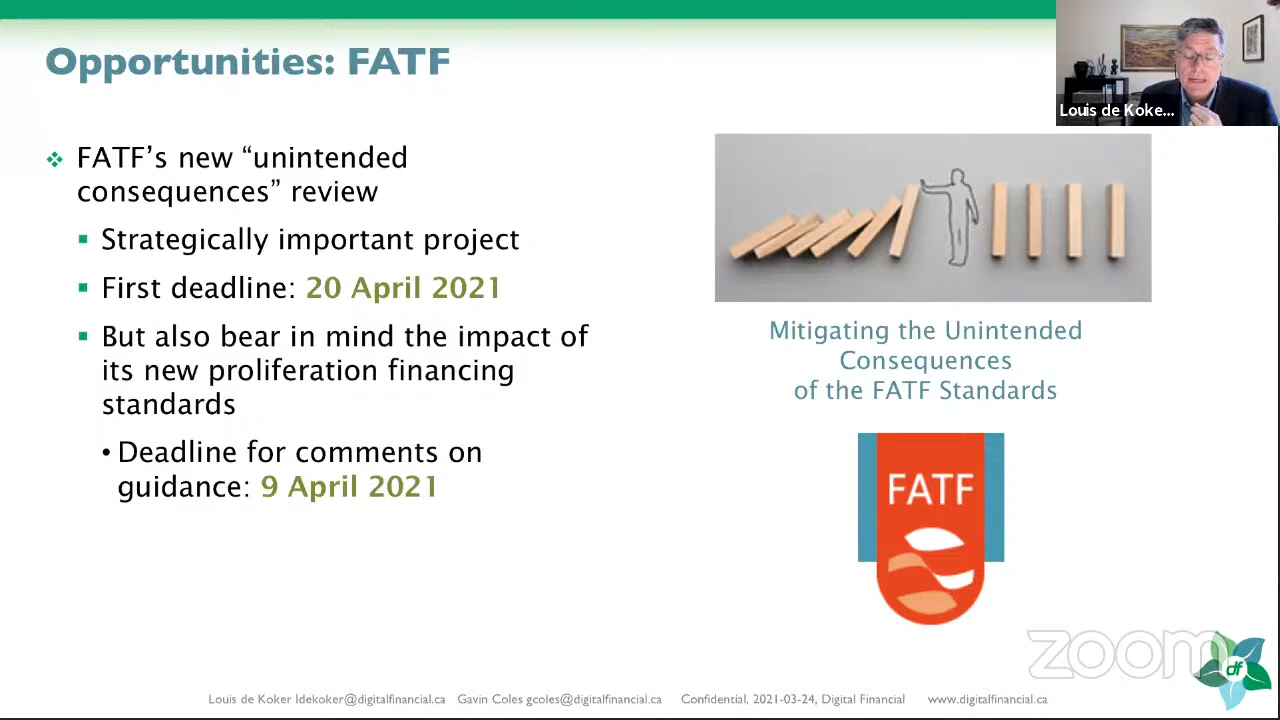 Opportunities: FATF
Louis de Koke...
FATF’s new “unintended
consequences” review
Strategically important project
First deadline: 20 April 2021
But also bear in mind the impact of
its new proliferation financing
standards
Deadline for comments on
guidance: 9 April 2021
Mitigating the Unintended
Consequences
of the FATF Standards
FATF
zoom
df
Louis de Koker ldekoker@digitalfinancial.ca Gavin Coles gcoles@digitalfinancial.ca Confidential, 2021-03-24, Digital Financial www.digitalfinancial.ca